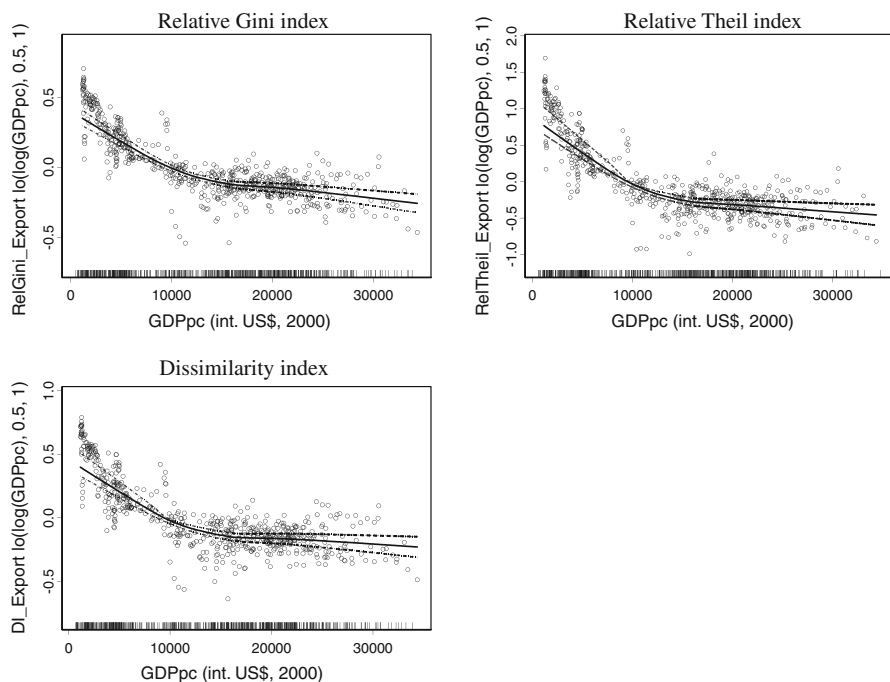 Relative Gini index
RelGini_Export lo(log(GDPpc), 0.5, 1)
0.5
0.0
-0.5
0 10000 20000 30000
GDPpc (int. US$, 2000)
Relative Theil index
RelTheil_Export lo(log(GDPpc), 0.5, 1)
2.0
1.5
1.0
0.5
0.0
-0.5
-1.0
0 10000 20000 30000
GDPpc (int. US$, 2000)
Dissimilarity index
DI_Export lo(log(GDPpc), 0.5, 1)
1.0
0.5
0.0
-0.5
0 10000 20000 30000
GDPpc (int. US$, 2000)